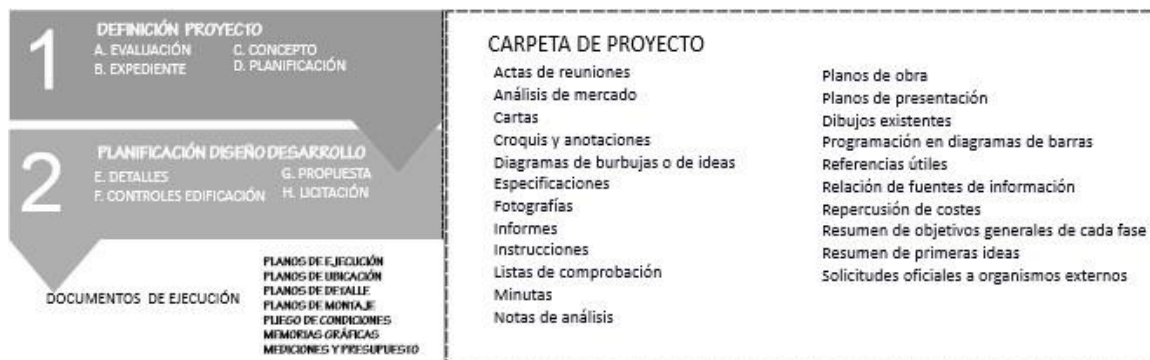 1
DEFINICIÓN PROYECTO
A. EVALUACIÓN C. CONCEPTO
B. EXPEDIENTE D. PLANIFICACIÓN
2
PLANIFICACIÓN DISEÑO DESARROLLO
E. DETALLES G. PROPUESTA
F. CONTROLES EDIFICACIÓN H. LICITACIÓN
DOCUMENTOS DE EJECUCIÓN
PLANOS DE EJECUCIÓN
PLANOS DE UBICACIÓN
PLANOS DE DETALLE
PLANOS DE MONTAJE
PLIEGO DE CONDICIONES
MEMORIAS GRÁFICAS
MEDICIONES Y PRESUPUESTO
CARPETA DE PROYECTO
Actas de reuniones
Análisis de mercado
Cartas
Croquis y anotaciones
Diagramas de burbujas o de ideas
Especificaciones
Fotografías
Informes
Instrucciones
Listas de comprobación
Minutas
Notas de análisis
Planos de obra
Planos de presentación
Dibujos existentes
Programación en diagramas de barras
Referencias útiles
Relación de fuentes de información
Repercusión de costes
Resumen de objetivos generales de cada fase
Resumen de primeras ideas
Solicitudes oficiales a organismos externos